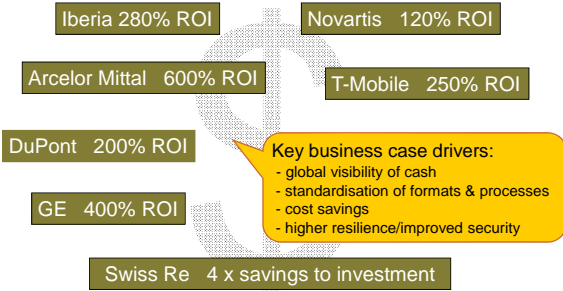 Iberia 280% ROI
Novartis 120% ROI
Arcelor Mittal 600% ROI
T-Mobile 250% ROI
DuPont 200% ROI
Key business case drivers:
- global visibility of cash
- standardisation of formats & processes
- cost savings
- higher resilience/improved security
GE 400% ROI
Swiss Re 4 x savings to investment